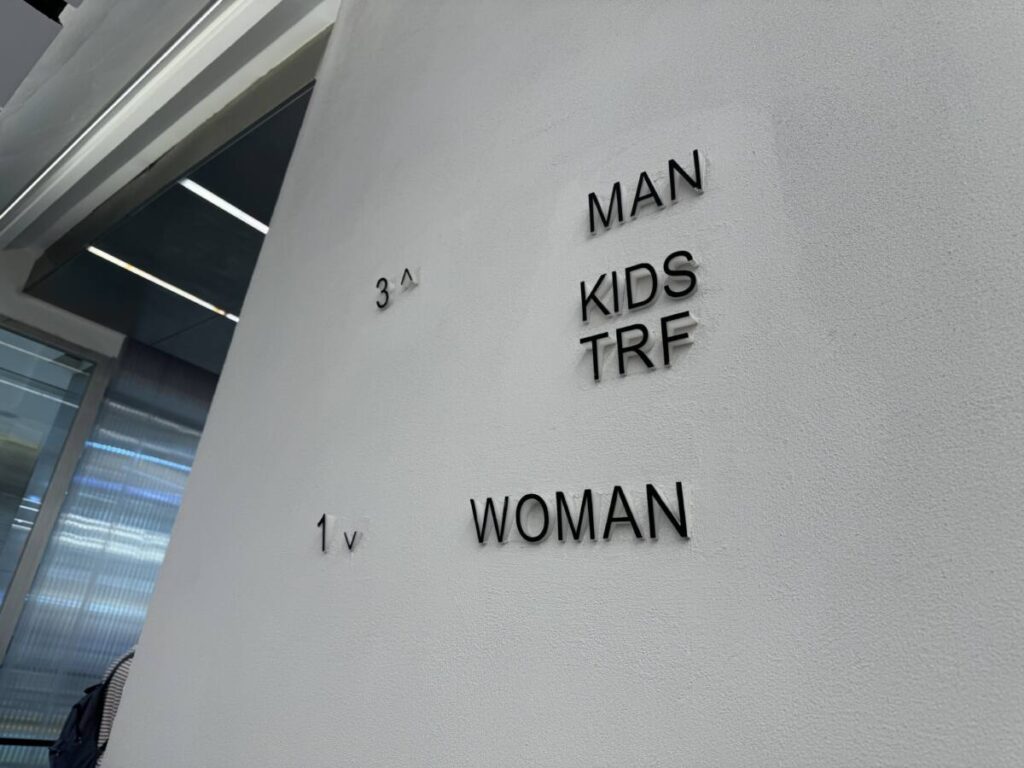 MAN
3 ^ KIDS
TRF
1 v WOMAN